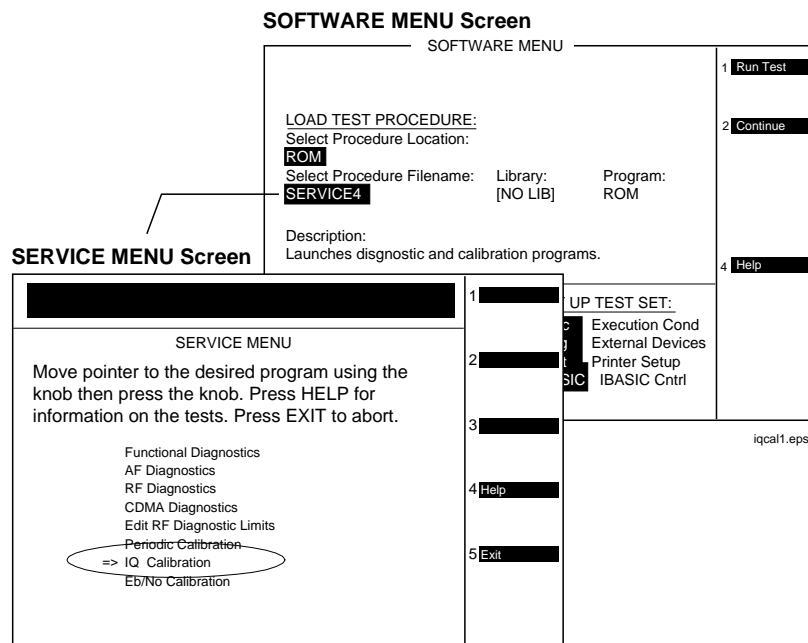 SOFTWARE MENU Screen
SOFTWARE MENU
1 Run Test
2 Continue
4 Help
LOAD TEST PROCEDURE:
Select Procedure Location:
ROM
Select Procedure Filename: Library: Program:
SERVICE4 [NO LIB] ROM
Description:
Launches disgnostic and calibration programs.
UP TEST SET:
Execution Cond
External Devices
Printer Setup
IBASIC Cntrl
iqcal1.eps
SERVICE MENU Screen
SERVICE MENU
Move pointer to the desired program using the
knob then press the knob. Press HELP for
information on the tests. Press EXIT to abort.
Functional Diagnostics
AF Diagnostics
RF Diagnostics
CDMA Diagnostics
Edit RF Diagnostic Limits
Periodic Calibration
=> IQ Calibration
Eb/No Calibration
1
2
3
4 Help
5 Exit